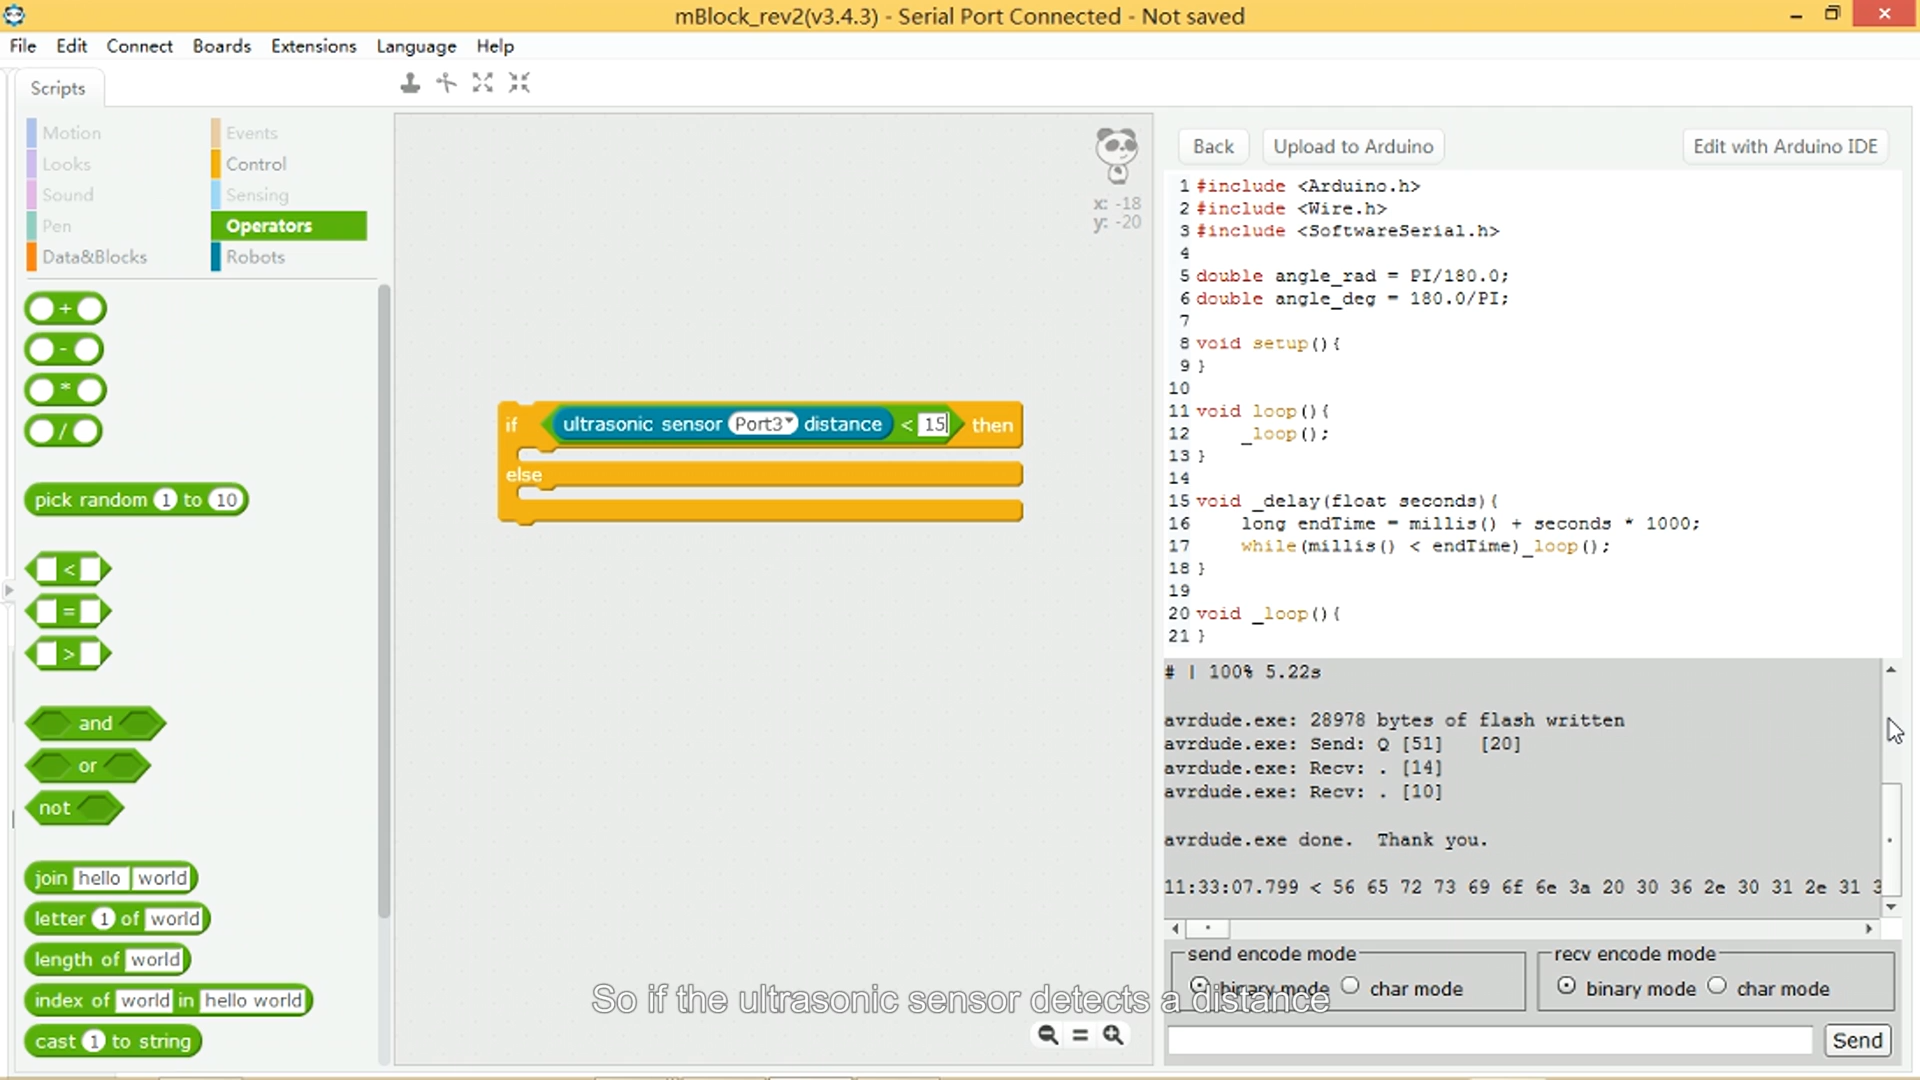 mBlock_rev2(v3.4.3) - Serial Port Connected - Not saved
File Edit Connect Boards Extensions Language Help
Scripts
Motion
Looks
Sound
Pen
Data&Blocks
Events
Control
Sensing
Operators
Robots
+
-
*
/
pick random 1 to 10
<
=
>
and
or
not
join hello world
letter 1 of world
length of world
index of world in hello world
cast 1 to string
x: -18
y: -20
if ultrasonic sensor Port3 distance < 15 then
else
Back Upload to Arduino Edit with Arduino IDE
1 #include <Arduino.h>
2 #include <Wire.h>
3 #include <SoftwareSerial.h>
4
5 double angle_rad = PI/180.0;
6 double angle_deg = 180.0/PI;
7
8 void setup(){
9 }
10
11 void loop(){
12 _loop();
13 }
14
15 void _delay(float seconds){
16 long endTime = millis() + seconds * 1000;
17 while(millis() < endTime)_loop();
18 }
19
20 void _loop(){
21 }
# | 100% 5.22s
avrdude.exe: 28978 bytes of flash written
avrdude.exe: Send: Q [51] [20]
avrdude.exe: Recv: . [14]
avrdude.exe: Recv: . [10]
avrdude.exe done. Thank you.
11:33:07.799 < 56 65 72 73 69 6f 6e 3a 20 30 36 2e 30 31 2e 31 3
send encode mode
binary mode char mode
recv encode mode
binary mode char mode
Send
So if the ultrasonic sensor detects a distance